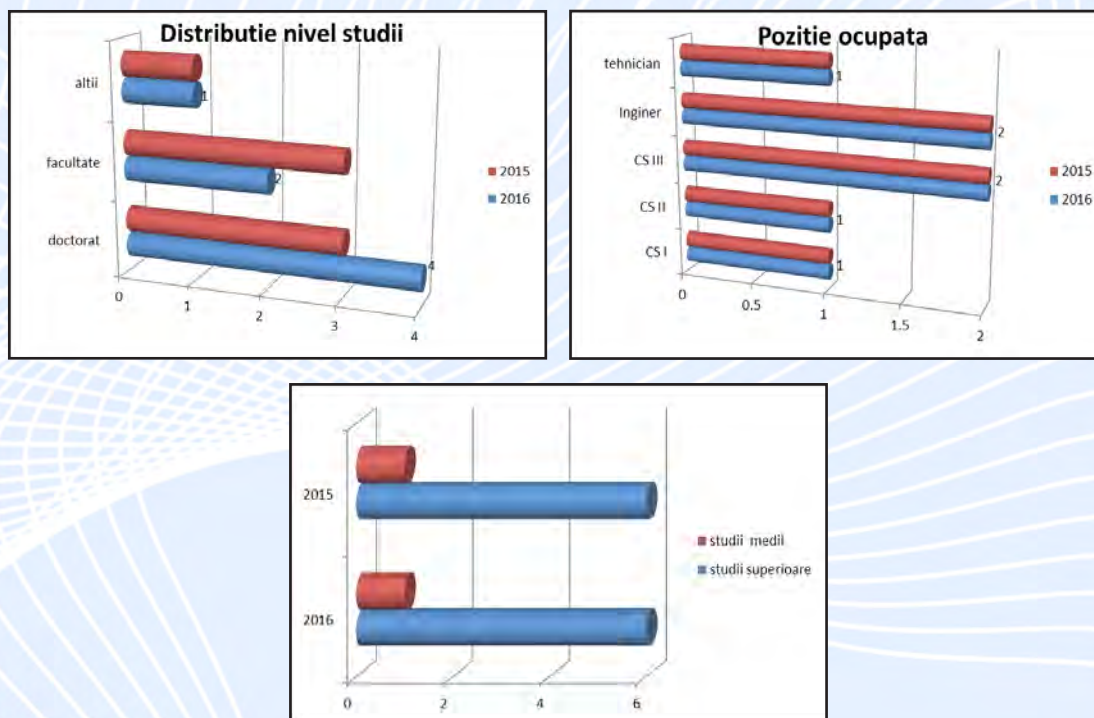 Distributie nivel studii
altii
1
facultate
2
doctorat
4
0 1 2 3 4
2015
2016
Pozitie ocupata
tehnician
1
Inginer
2
CS III
2
CS II
1
CS I
1
0 0.5 1 1.5 2
2015
2016
2015
2016
0 2 4 6
studii medii
studii superioare